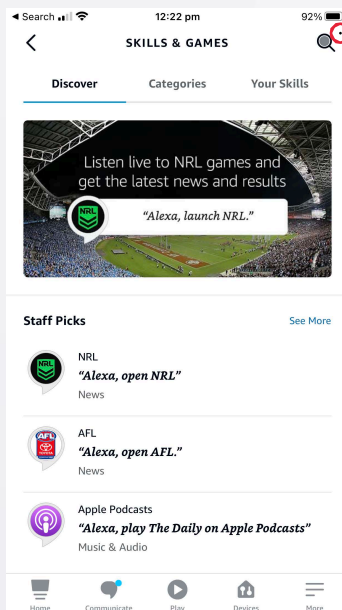 Search 12:22 pm 92%
SKILLS & GAMES
Discover Categories Your Skills
Listen live to NRL games and
get the latest news and results
NRL
“Alexa, launch NRL.”
Staff Picks See More
NRL
NRL
“Alexa, open NRL”
News
AFL
AFL
“Alexa, open AFL.”
TOYOTA
News
Apple Podcasts
“Alexa, play The Daily on Apple Podcasts”
Music & Audio
Home Communicate Play Devices More